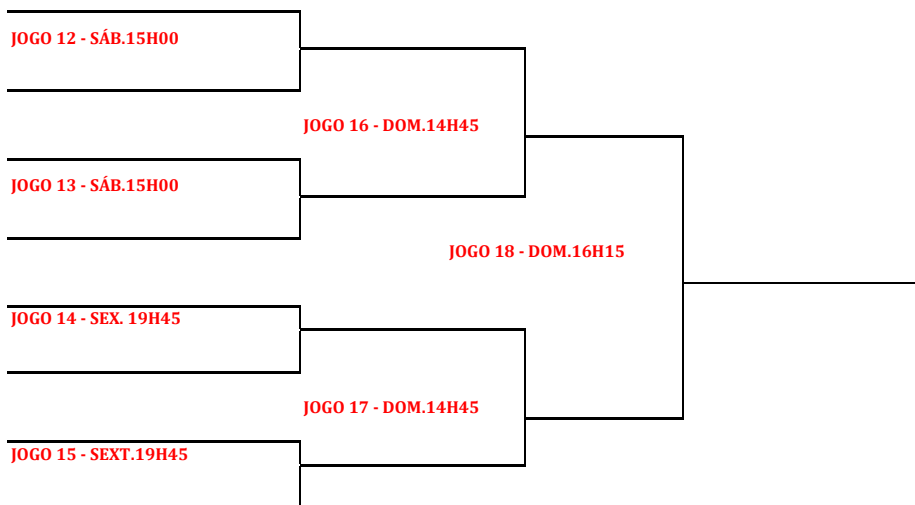 JOGO 12 - SÁB.15H00
JOGO 16 - DOM.14H45
JOGO 13 - SÁB.15H00
JOGO 18 - DOM.16H15
JOGO 14 - SEX. 19H45
JOGO 17 - DOM.14H45
JOGO 15 - SEXT.19H45